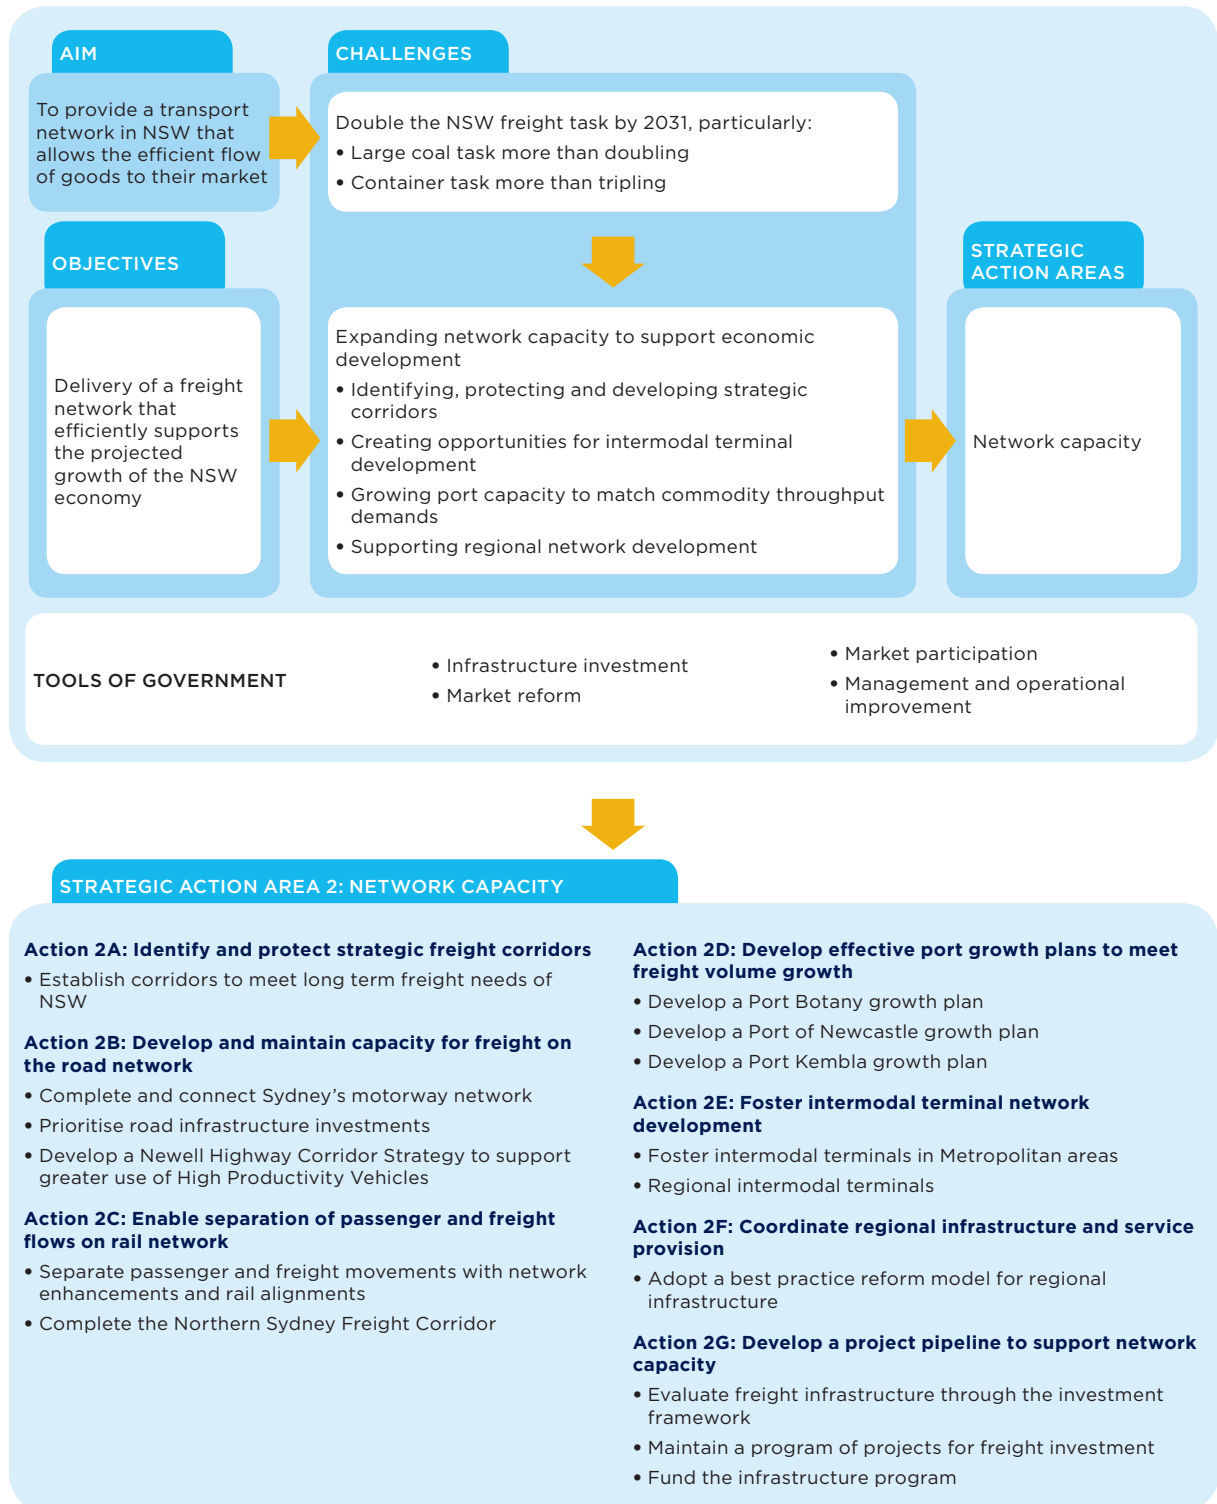 AIM
To provide a transport
network in NSW that
allows the efficient flow
of goods to their market
CHALLENGES
Double the NSW freight task by 2031, particularly:
• Large coal task more than doubling
• Container task more than tripling
OBJECTIVES
Delivery of a freight
network that
efficiently supports
the projected
growth of the NSW
economy
Expanding network capacity to support economic
development
• Identifying, protecting and developing strategic
corridors
• Creating opportunities for intermodal terminal
development
• Growing port capacity to match commodity throughput
demands
• Supporting regional network development
STRATEGIC
ACTION AREAS
Network capacity
TOOLS OF GOVERNMENT
• Infrastructure investment
• Market reform
• Market participation
• Management and operational
improvement
STRATEGIC ACTION AREA 2: NETWORK CAPACITY
Action 2A: Identify and protect strategic freight corridors
• Establish corridors to meet long term freight needs of
NSW
Action 2B: Develop and maintain capacity for freight on
the road network
• Complete and connect Sydney’s motorway network
• Prioritise road infrastructure investments
• Develop a Newell Highway Corridor Strategy to support
greater use of High Productivity Vehicles
Action 2C: Enable separation of passenger and freight
flows on rail network
• Separate passenger and freight movements with network
enhancements and rail alignments
• Complete the Northern Sydney Freight Corridor
Action 2D: Develop effective port growth plans to meet
freight volume growth
• Develop a Port Botany growth plan
• Develop a Port of Newcastle growth plan
• Develop a Port Kembla growth plan
Action 2E: Foster intermodal terminal network
development
• Foster intermodal terminals in Metropolitan areas
• Regional intermodal terminals
Action 2F: Coordinate regional infrastructure and service
provision
• Adopt a best practice reform model for regional
infrastructure
Action 2G: Develop a project pipeline to support network
capacity
• Evaluate freight infrastructure through the investment
framework
• Maintain a program of projects for freight investment
• Fund the infrastructure program